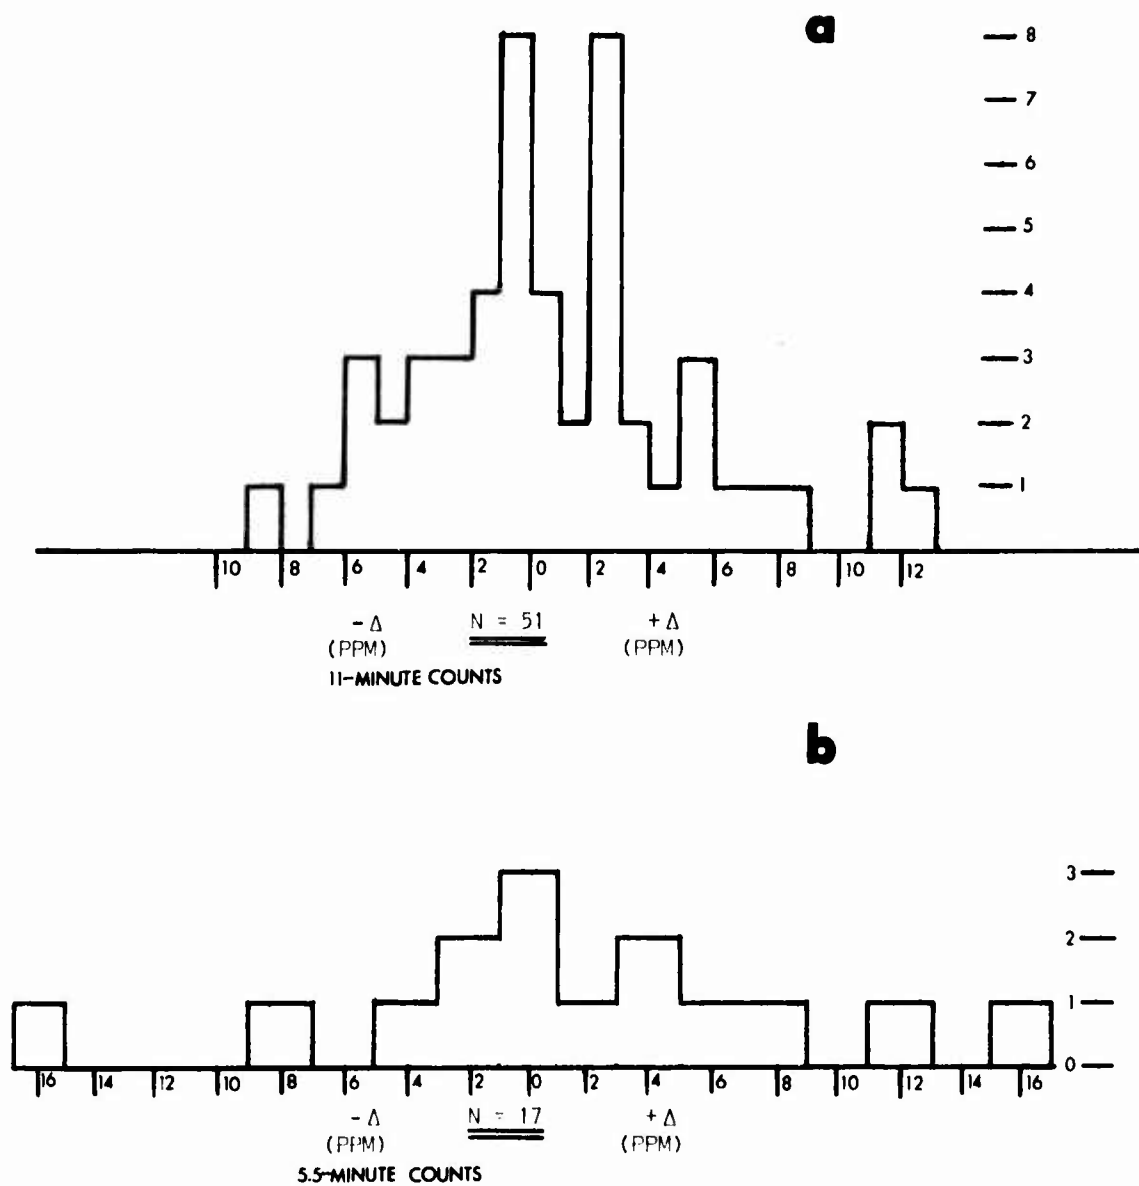 a
8
7
6
5
4
3
2
1
10 8 6 4 2 0 2 4 6 8 10 12
- Δ N = 51 + Δ
(PPM) (PPM)
11-MINUTE COUNTS
b
3
2
1
0
16 14 12 10 8 6 4 2 0 2 4 6 8 10 12 14 16
- Δ N = 17 + Δ
(PPM) (PPM)
5.5-MINUTE COUNTS